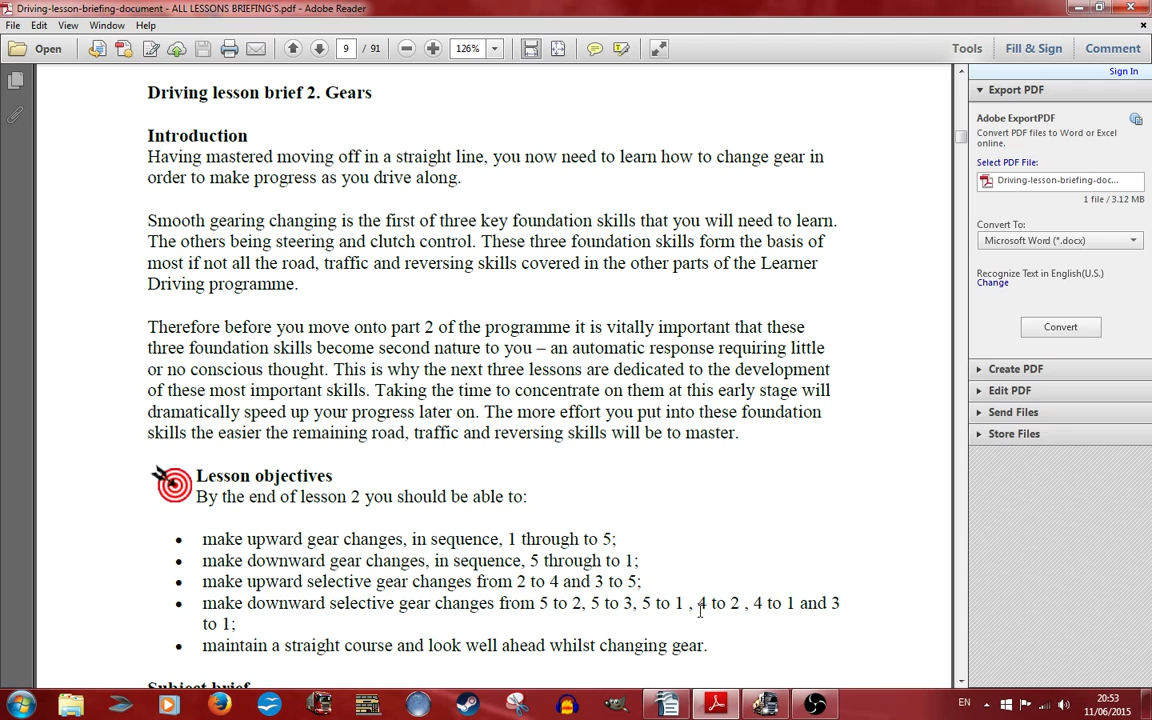 Driving-lesson-briefing-document - ALL LESSONS BRIEFING'S.pdf - Adobe Reader
File Edit View Window Help
Open 9 / 91 126% Tools Fill & Sign Comment
Sign In
Driving lesson brief 2. Gears
Introduction
Having mastered moving off in a straight line, you now need to learn how to change gear in
order to make progress as you drive along.
Smooth gearing changing is the first of three key foundation skills that you will need to learn.
The others being steering and clutch control. These three foundation skills form the basis of
most if not all the road, traffic and reversing skills covered in the other parts of the Learner
Driving programme.
Therefore before you move onto part 2 of the programme it is vitally important that these
three foundation skills become second nature to you – an automatic response requiring little
or no conscious thought. This is why the next three lessons are dedicated to the development
of these most important skills. Taking the time to concentrate on them at this early stage will
dramatically speed up your progress later on. The more effort you put into these foundation
skills the easier the remaining road, traffic and reversing skills will be to master.
Lesson objectives
By the end of lesson 2 you should be able to:
• make upward gear changes, in sequence, 1 through to 5;
• make downward gear changes, in sequence, 5 through to 1;
• make upward selective gear changes from 2 to 4 and 3 to 5;
• make downward selective gear changes from 5 to 2, 5 to 3, 5 to 1 , 4 to 2 , 4 to 1 and 3
to 1;
• maintain a straight course and look well ahead whilst changing gear.
Subject brief
Export PDF
Adobe ExportPDF
Convert PDF files to Word or Excel
online.
Select PDF File:
Driving-lesson-briefing-doc...
1 file / 3.12 MB
Convert To:
Microsoft Word (*.docx)
Recognize Text in English(U.S.)
Change
Convert
Create PDF
Edit PDF
Send Files
Store Files
EN 20:53
11/06/2015